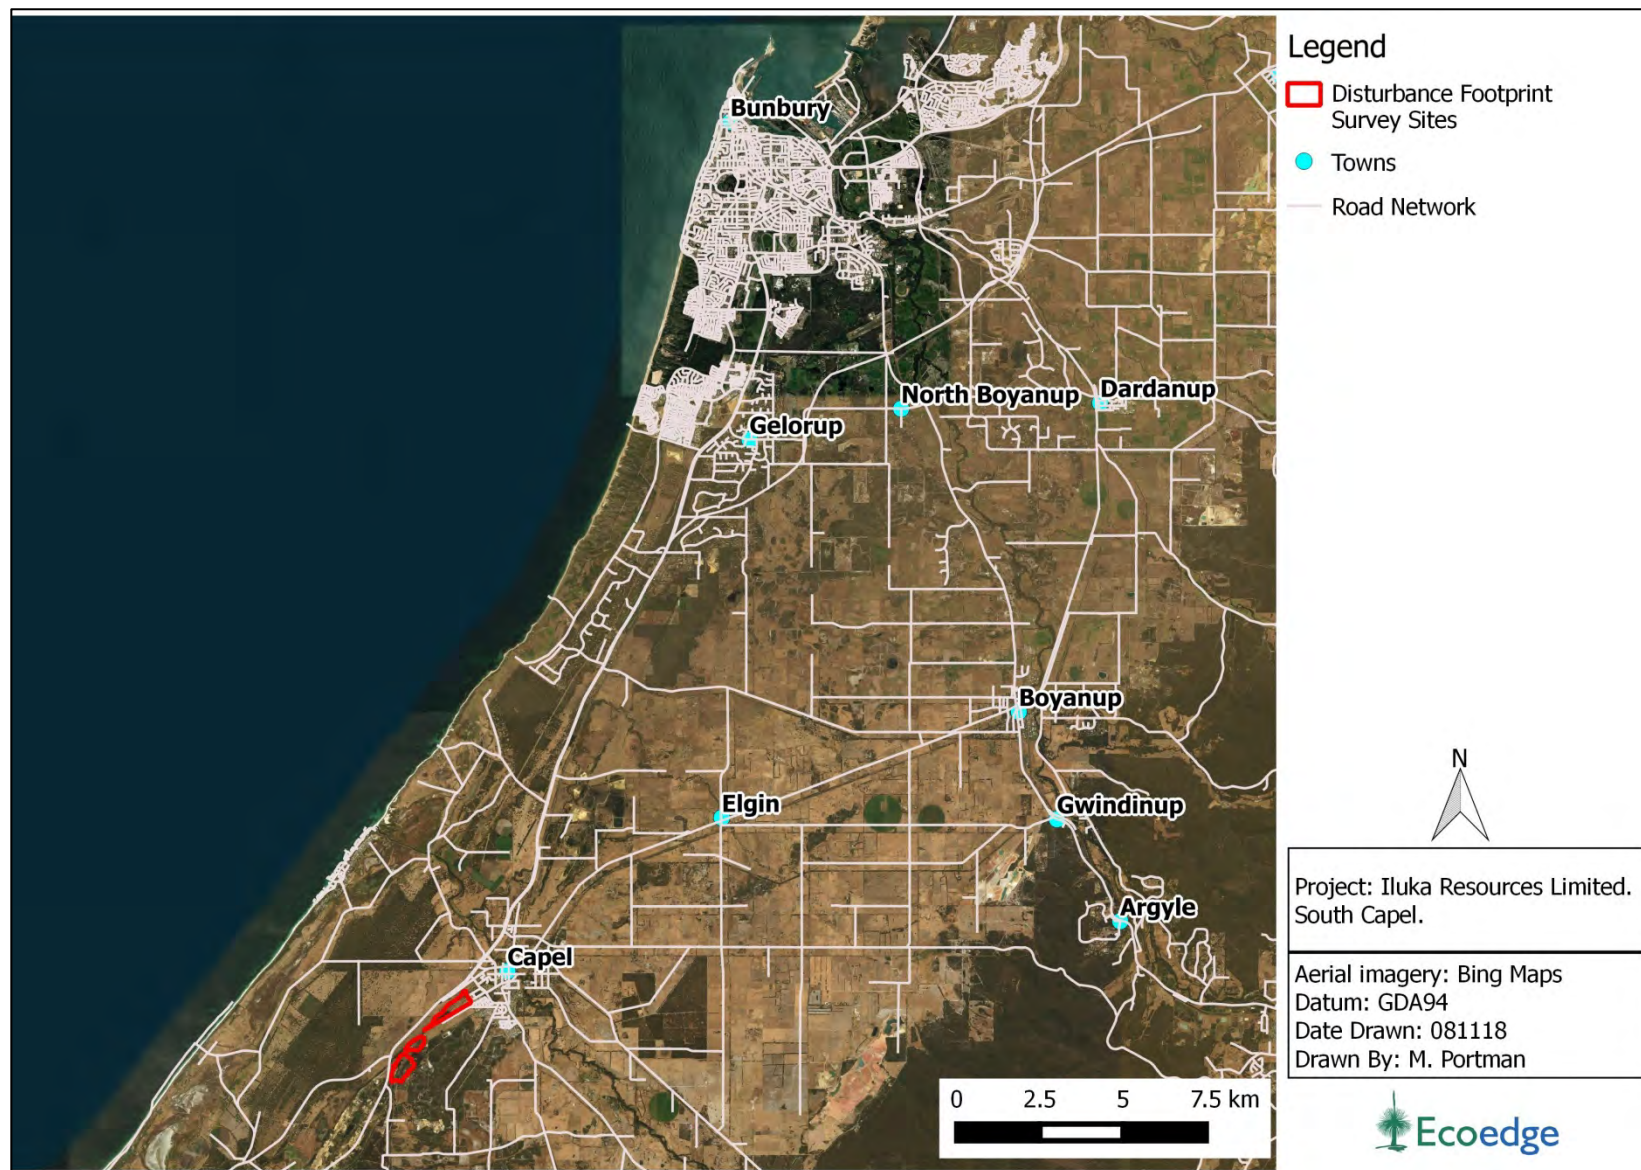 Bunbury
North Boyanup
Dardanup
Gelorup
Boyanup
Elgin
Gwindinup
Argyle
Capel
0 2.5 5 7.5 km
Legend
Disturbance Footprint
Survey Sites
Towns
Road Network
N
Project: Iluka Resources Limited.
South Capel.
Aerial imagery: Bing Maps
Datum: GDA94
Date Drawn: 081118
Drawn By: M. Portman
Ecoedge